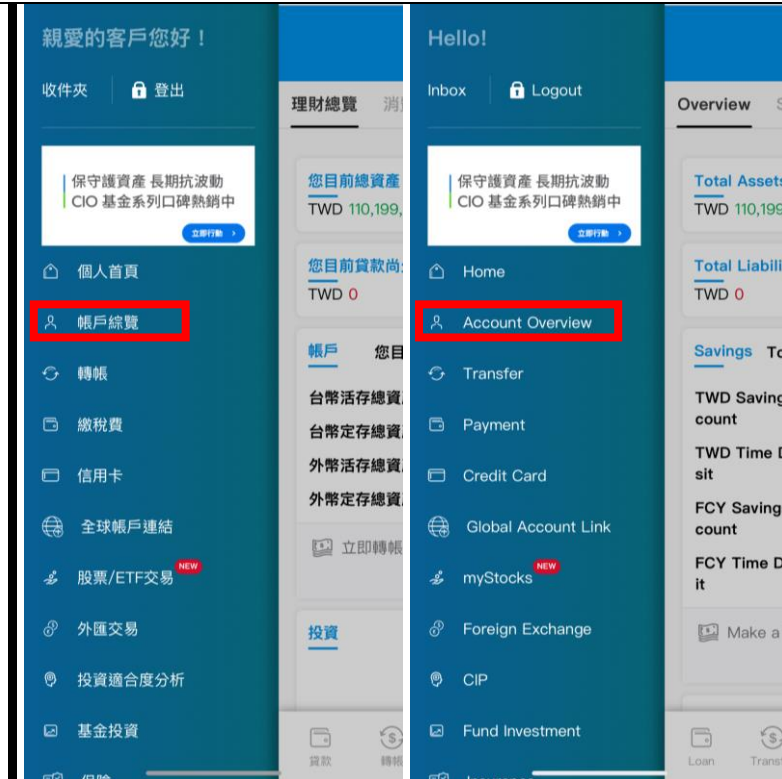 親愛的客戶您好！
收件夾
登出
保守護資產 長期抗波動
CIO 基金系列口碑熱銷中
立即行動
個人首頁
帳戶綜覽
轉帳
繳稅費
信用卡
全球帳戶連結
股票/ETF交易
NEW
外匯交易
投資適合度分析
基金投資
理財總覽
您目前總資產
TWD 110,199,
您目前貸款尚
TWD 0
帳戶
您目
台幣活存總資
台幣定存總資
外幣活存總資
外幣定存總資
立即轉帳
投資
貸款
轉帳
Hello!
Inbox
Logout
保守護資產 長期抗波動
CIO 基金系列口碑熱銷中
立即行動
Home
Account Overview
Transfer
Payment
Credit Card
Global Account Link
myStocks
NEW
Foreign Exchange
CIP
Fund Investment
Overview
Total Assets
TWD 110,199
Total Liabili
TWD 0
Savings
To
TWD Saving
count
TWD Time D
sit
FCY Saving
count
FCY Time D
it
Make a
Loan
Trans